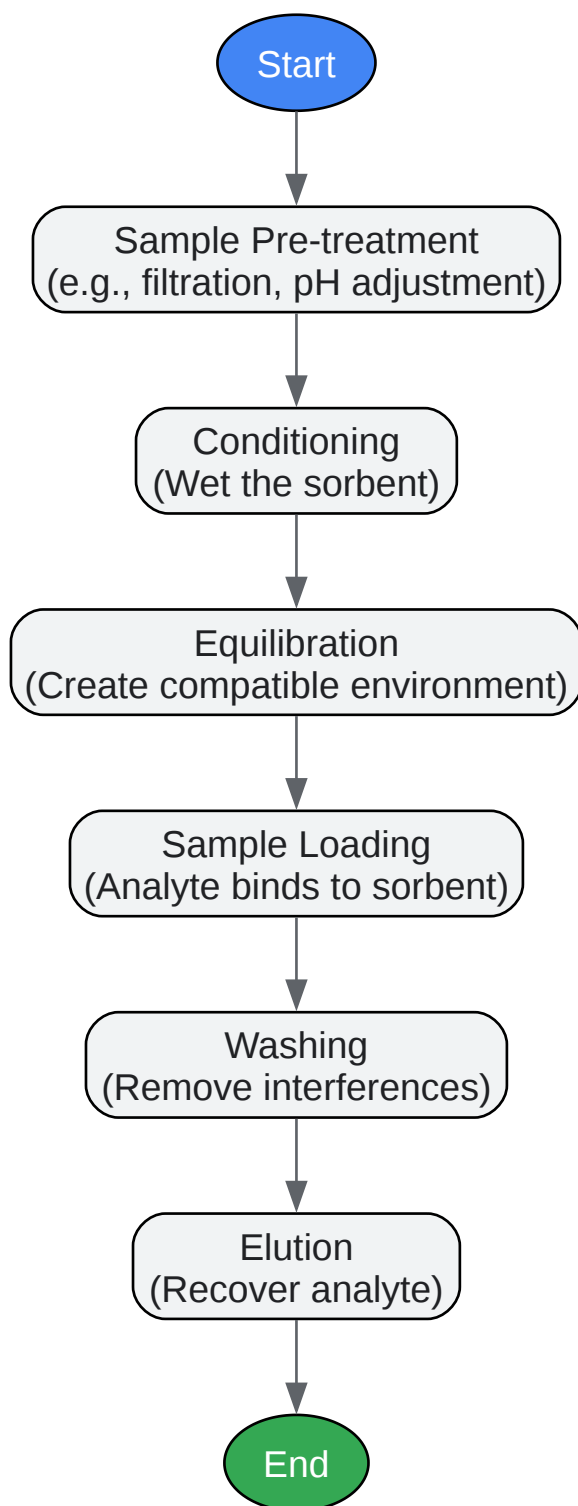 Start
Sample Pre-treatment
(e.g., filtration, pH adjustment)
Conditioning
(Wet the sorbent)
Equilibration
(Create compatible environment)
Sample Loading
(Analyte binds to sorbent)
Washing
(Remove interferences)
Elution
(Recover analyte)
End